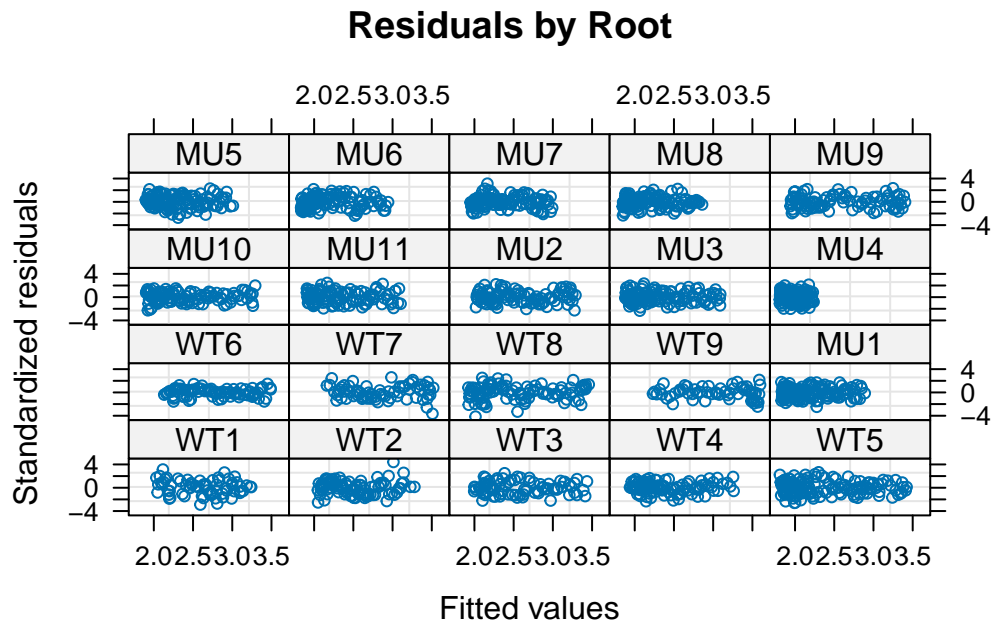 Residuals by Root
2.02.53.03.5 2.02.53.03.5
MU5 MU6 MU7 MU8 MU9
4
0
−4
MU10 MU11 MU2 MU3 MU4
4
0
−4
WT6 WT7 WT8 WT9 MU1
4
0
−4
WT1 WT2 WT3 WT4 WT5
4
0
−4
2.02.53.03.5 2.02.53.03.5 2.02.53.03.5
Standardized residuals
Fitted values